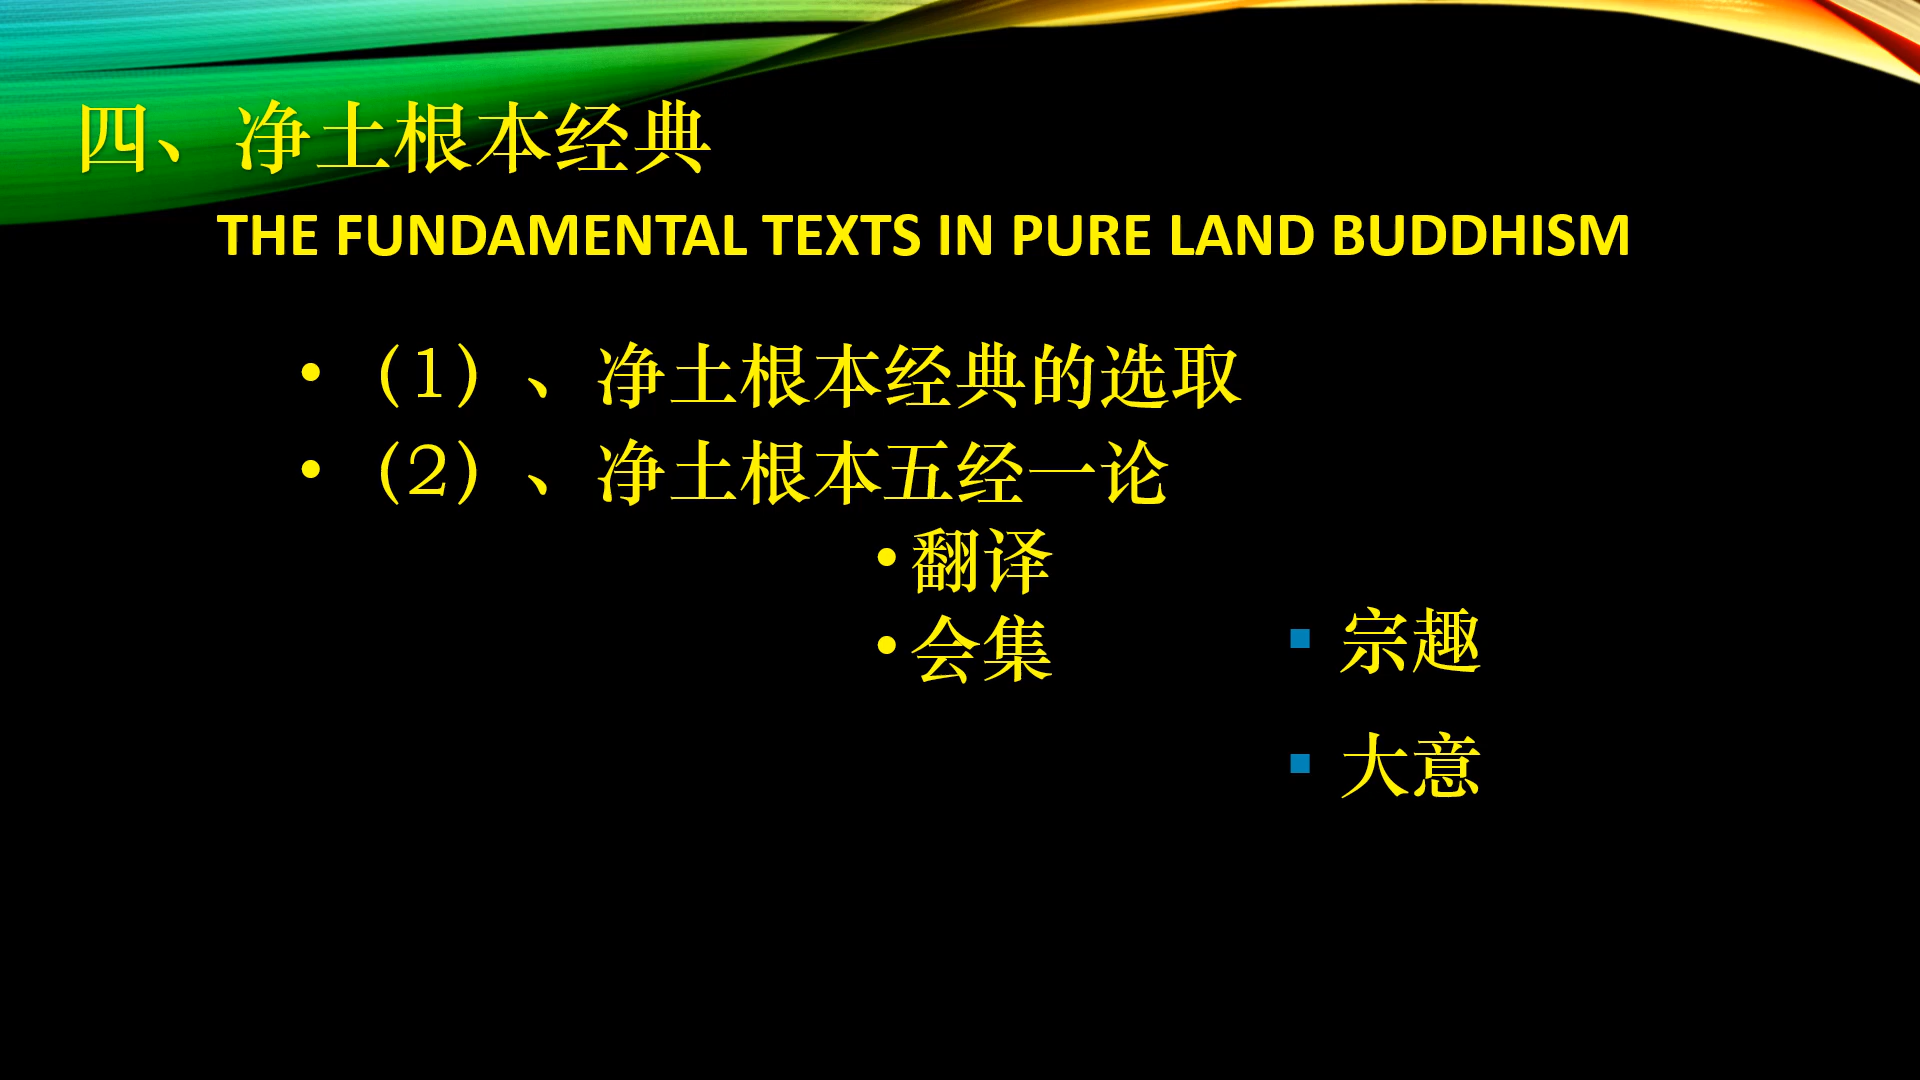 四、净土根本经典
THE FUNDAMENTAL TEXTS IN PURE LAND BUDDHISM
• （1）、净土根本经典的选取
• （2）、净土根本五经一论
• 翻译
• 会集
▪ 宗趣
▪ 大意